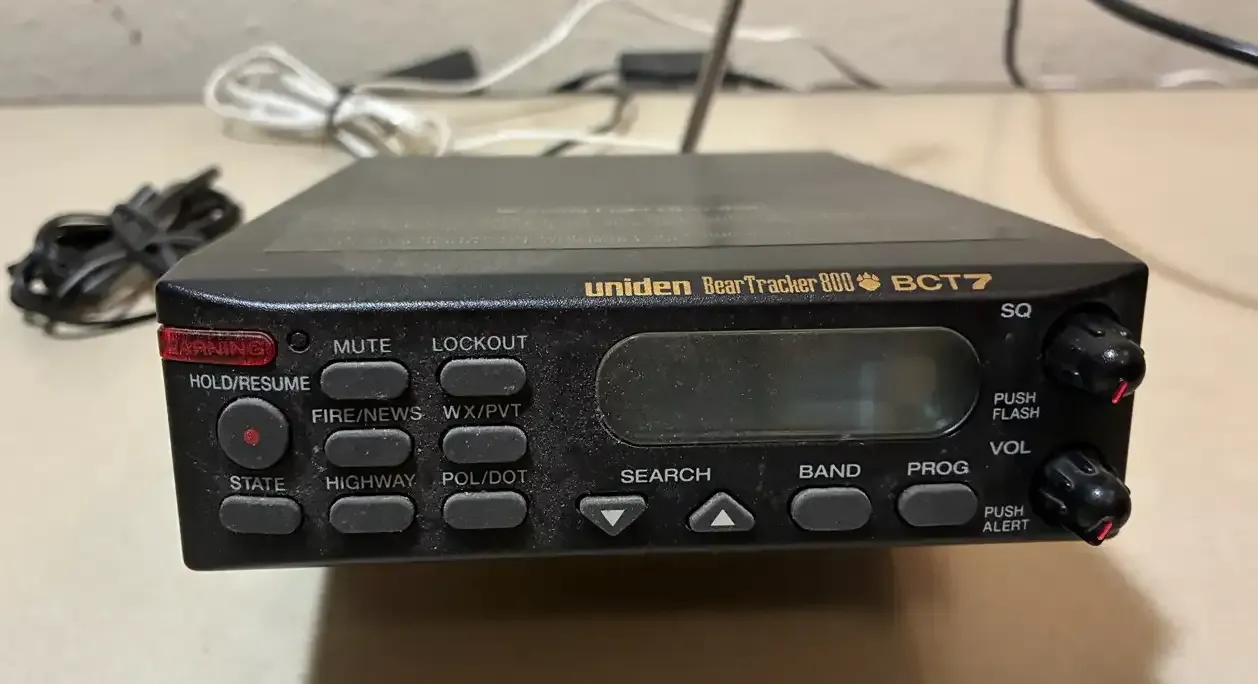 uniden BearTracker 800 BCT7
SQ
WARNING
MUTE
LOCKOUT
HOLD/RESUME
PUSH
FLASH
FIRE/NEWS
WX/PVT
VOL
STATE
HIGHWAY
POL/DOT
SEARCH
BAND
PROG
PUSH
ALERT